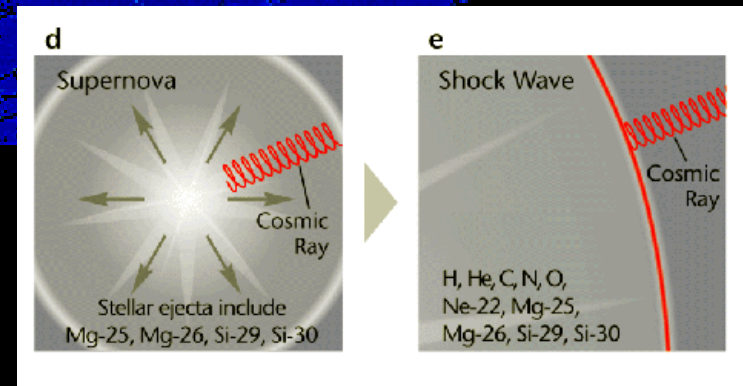 d
Supernova
Cosmic
Ray
Stellar ejecta include
Mg-25, Mg-26, Si-29, Si-30
e
Shock Wave
Cosmic
Ray
H, He, C, N, O,
Ne-22, Mg-25,
Mg-26, Si-29, Si-30